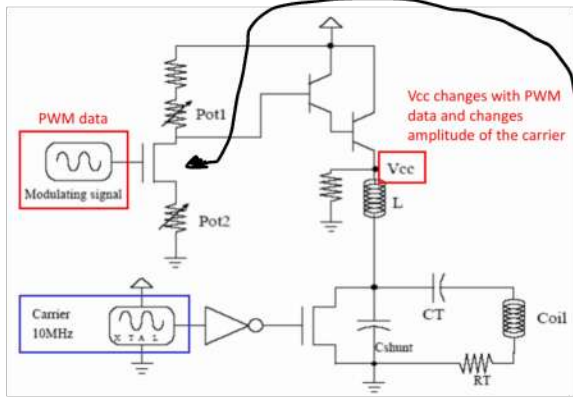 PWM data
Modulating signal
Pot1
Pot2
Vcc changes with PWM
data and changes
amplitude of the carrier
Vcc
L
Carrier
10MHz
X T A L
CT
Coil
Cshunt
RT